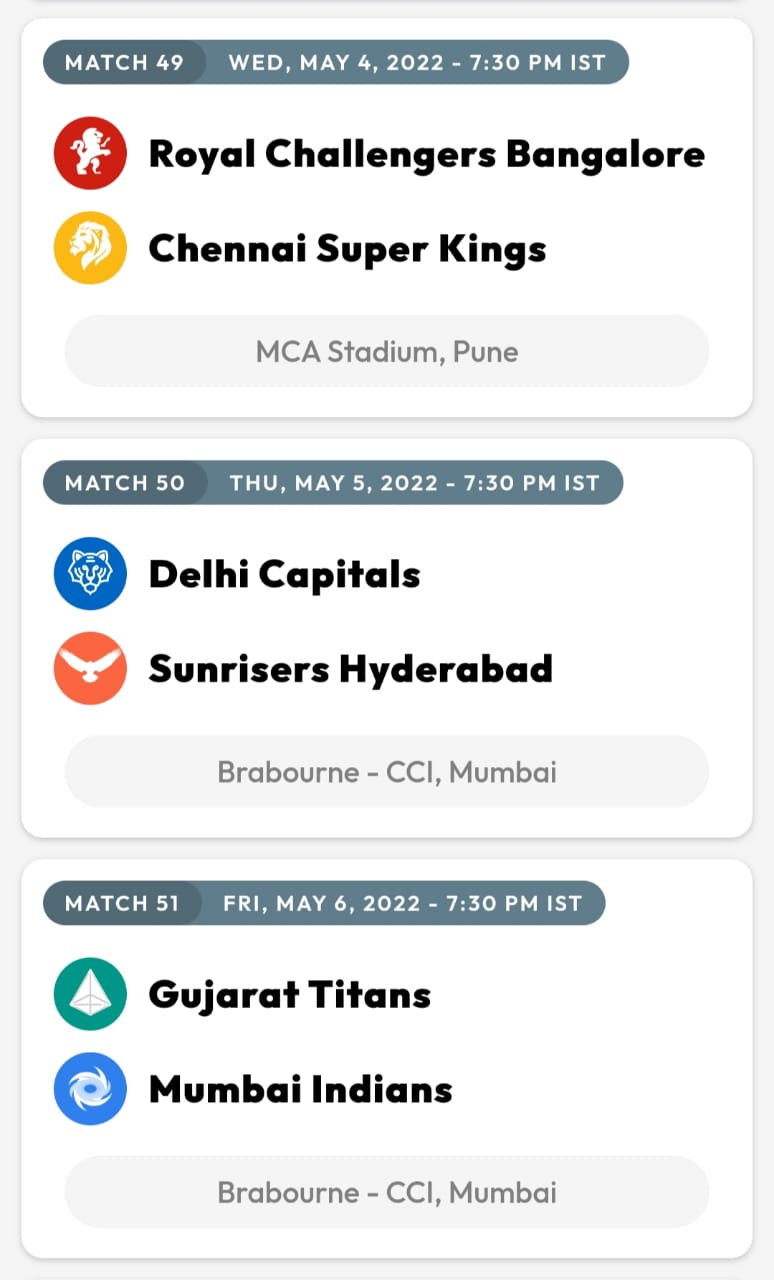 MATCH 49 WED, MAY 4, 2022 - 7:30 PM IST
Royal Challengers Bangalore
Chennai Super Kings
MCA Stadium, Pune
MATCH 50 THU, MAY 5, 2022 - 7:30 PM IST
Delhi Capitals
Sunrisers Hyderabad
Brabourne - CCI, Mumbai
MATCH 51 FRI, MAY 6, 2022 - 7:30 PM IST
Gujarat Titans
Mumbai Indians
Brabourne - CCI, Mumbai